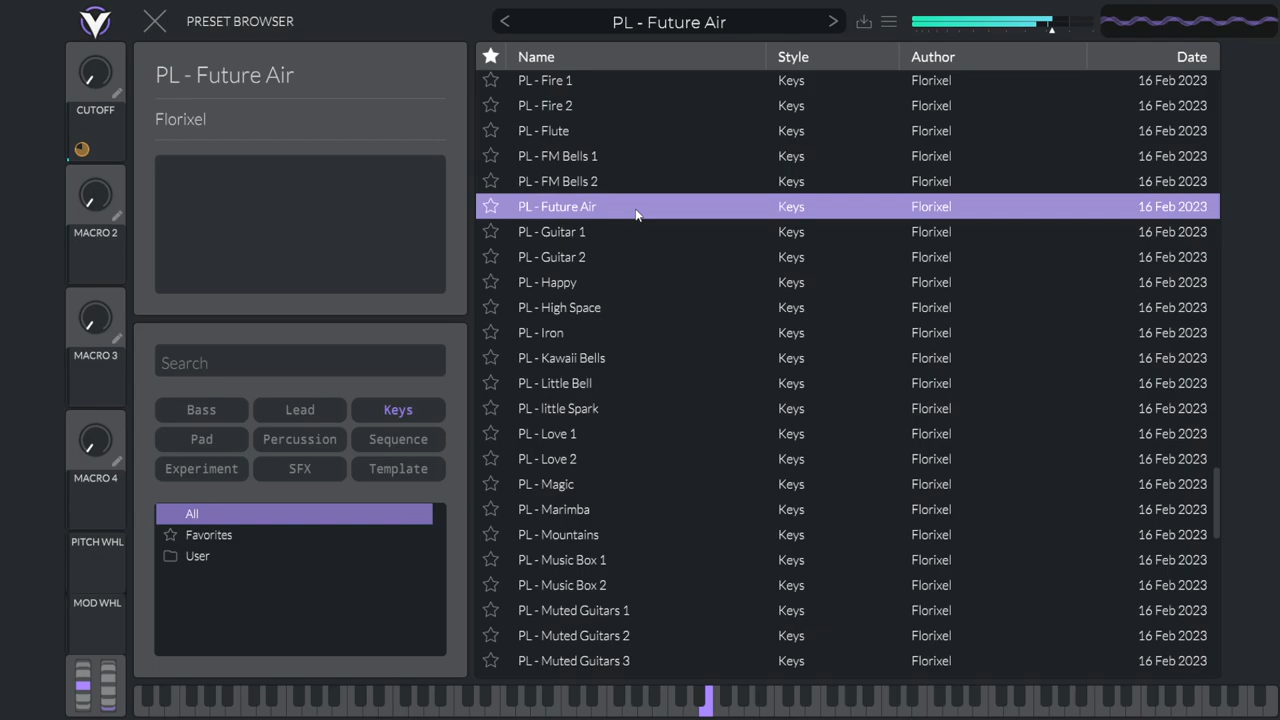 PRESET BROWSER
< PL - Future Air >
CUTOFF
MACRO 2
MACRO 3
MACRO 4
PITCH WHL
MOD WHL
PL - Future Air
Florixel
Search
Bass Lead Keys
Pad Percussion Sequence
Experiment SFX Template
All
Favorites
User
Name Style Author Date
PL - Fire 1 Keys Florixel 16 Feb 2023
PL - Fire 2 Keys Florixel 16 Feb 2023
PL - Flute Keys Florixel 16 Feb 2023
PL - FM Bells 1 Keys Florixel 16 Feb 2023
PL - FM Bells 2 Keys Florixel 16 Feb 2023
PL - Future Air Keys Florixel 16 Feb 2023
PL - Guitar 1 Keys Florixel 16 Feb 2023
PL - Guitar 2 Keys Florixel 16 Feb 2023
PL - Happy Keys Florixel 16 Feb 2023
PL - High Space Keys Florixel 16 Feb 2023
PL - Iron Keys Florixel 16 Feb 2023
PL - Kawaii Bells Keys Florixel 16 Feb 2023
PL - Little Bell Keys Florixel 16 Feb 2023
PL - little Spark Keys Florixel 16 Feb 2023
PL - Love 1 Keys Florixel 16 Feb 2023
PL - Love 2 Keys Florixel 16 Feb 2023
PL - Magic Keys Florixel 16 Feb 2023
PL - Marimba Keys Florixel 16 Feb 2023
PL - Mountains Keys Florixel 16 Feb 2023
PL - Music Box 1 Keys Florixel 16 Feb 2023
PL - Music Box 2 Keys Florixel 16 Feb 2023
PL - Muted Guitars 1 Keys Florixel 16 Feb 2023
PL - Muted Guitars 2 Keys Florixel 16 Feb 2023
PL - Muted Guitars 3 Keys Florixel 16 Feb 2023